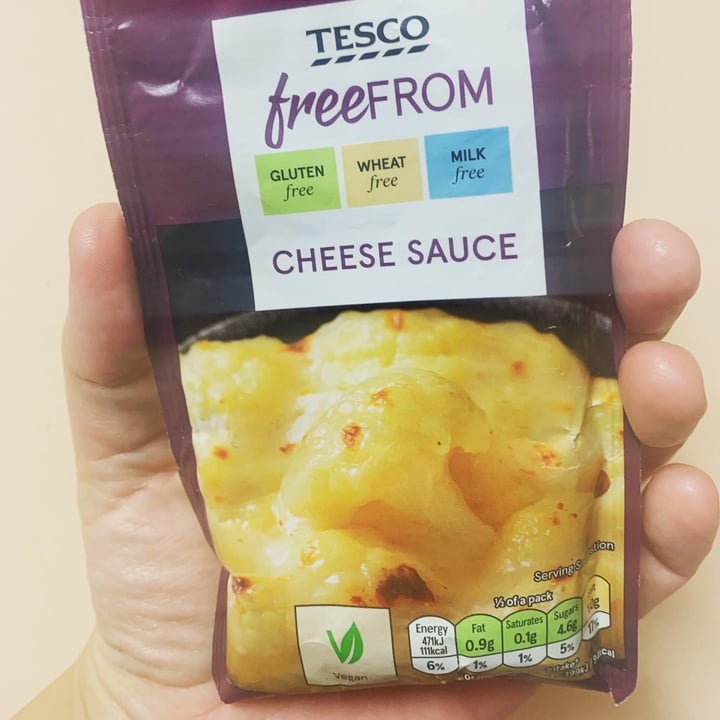 TESCO
freeFROM
GLUTEN free
WHEAT free
MILK free
CHEESE SAUCE
Serving
½ of a pack
Energy 471kJ 111kcal 6%
Fat 0.9g 1%
Saturates 0.1g 1%
Sugars 4.6g 5%
Vegan